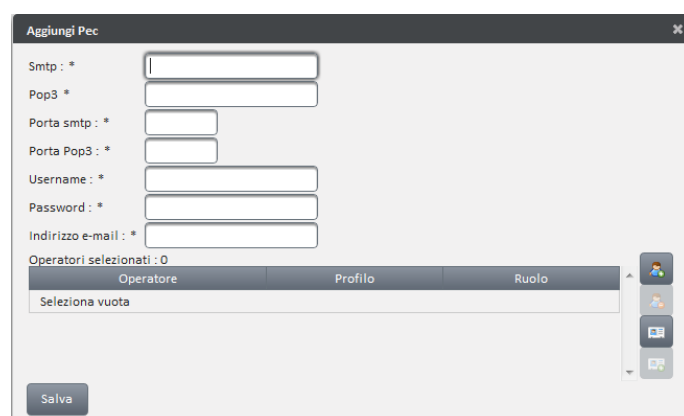 Aggiungi Pec
Smtp : *
Pop3 *
Porta smtp : *
Porta Pop3 : *
Username : *
Password : *
Indirizzo e-mail : *
Operatori selezionati : 0
Operatore Profilo Ruolo
Seleziona vuota
Salva